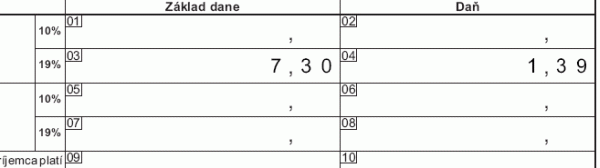 Základ dane Daň
10% 01 , 02 ,
19% 03 7,30 04 1,39
10% 05 , 06 ,
19% 07 , 08 ,
platí 09 10